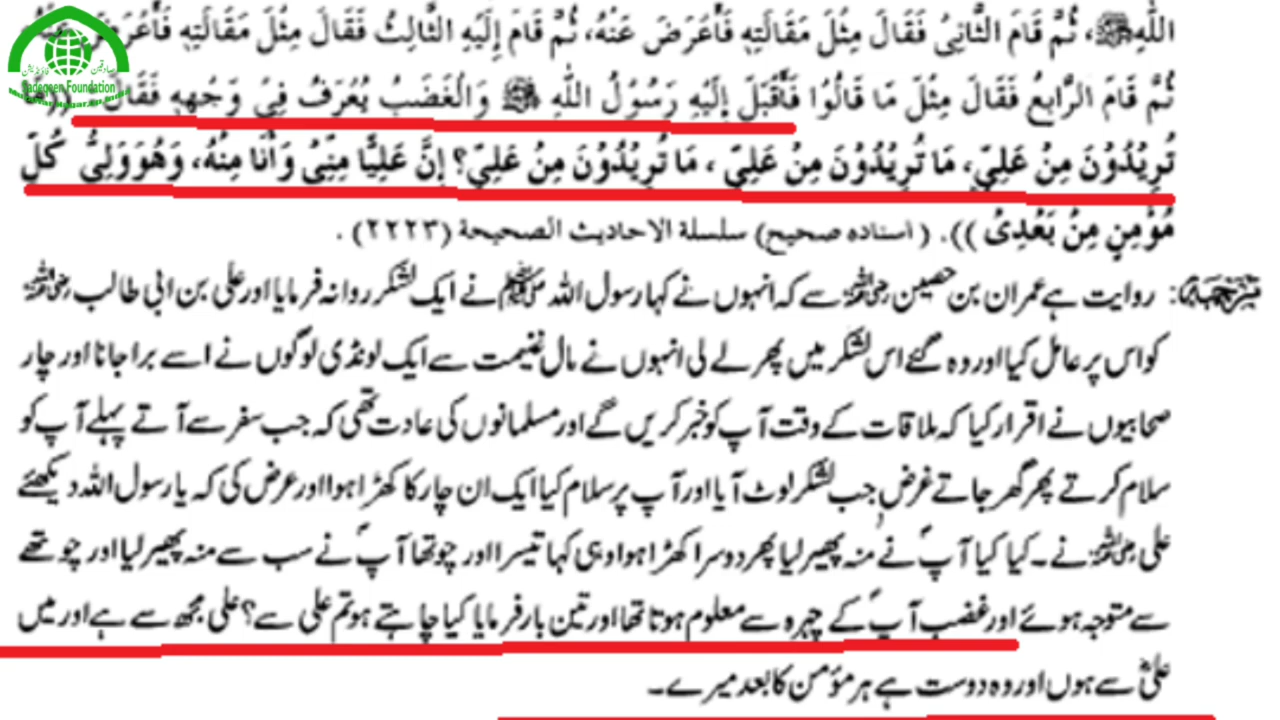 اللهِ ﷺ، ثُمَّ قَامَ الثَّانِىُ فَقَالَ مِثْلَ مَقَالَتِهٖ فَأَعْرَضَ عَنْهُ، ثُمَّ قَامَ إِلَيْهِ الثَّالِثُ فَقَالَ مِثْلَ مَقَالَتِهٖ فَأَعْرَضَ عَنْهُ
ثُمَّ قَامَ الرَّابِعُ فَقَالَ مِثْلَ مَا قَالُوْا فَأَقْبَلَ إِلَيْهِ رَسُوْلُ اللهِ ﷺ وَالْغَضَبُ يُعْرَفُ فِىْ وَجْهِهٖ فَقَالَ ((مَا
تُرِيْدُوْنَ مِنْ عَلِيٍّ، مَا تُرِيْدُوْنَ مِنْ عَلِيٍّ ، مَا تُرِيْدُوْنَ مِنْ عَلِيٍّ؟ إِنَّ عَلِيًّا مِنِّىْ وَأَنَا مِنْهُ، وَهُوَ وَلِىُّ كُلِّ
مُؤْمِنٍ مِنْ بَعْدِىْ )). (اسناده صحيح) سلسلة الاحاديث الصحيحة (٢٢٢٣) .
ترجمہ: روایت ہے عمران بن حصین رضی اللہ عنہ سے کہ انہوں نے کہا رسول اللہ ﷺ نے ایک لشکر روانہ فرمایا اور علی بن ابی طالب رضی اللہ عنہ
کو اس پر عامل کیا اور وہ گئے اس لشکر میں پھر لے لی انہوں نے مال غنیمت سے ایک لونڈی لوگوں نے اسے برا جانا اور چار
صحابیوں نے اقرار کیا کہ ملاقات کے وقت آپ کو خبر کریں گے اور مسلمانوں کی عادت تھی کہ جب سفر سے آتے پہلے آپ کو
سلام کرتے پھر گھر جاتے غرض جب لشکر لوٹ آیا اور آپ پر سلام کیا ایک ان چار کا کھڑا ہوا اور عرض کی کہ یا رسول اللہ دیکھئے
علی رضی اللہ عنہ نے۔ کیا کیا آپ نے منہ پھیر لیا پھر دوسرا کھڑا ہوا وہی کہا تیسرا اور چوتھا آپ نے سب سے منہ پھیر لیا اور چوتھے
سے متوجہ ہوئے اور غضب آپ کے چہرہ سے معلوم ہوتا تھا اور تین بار فرمایا کیا چاہتے ہو تم علی سے؟ علی مجھ سے ہے اور میں
علی سے ہوں اور وہ دوست ہے ہر مؤمن کا بعد میرے۔
صادقین فاؤنڈیشن
Sadeqeen Foundation